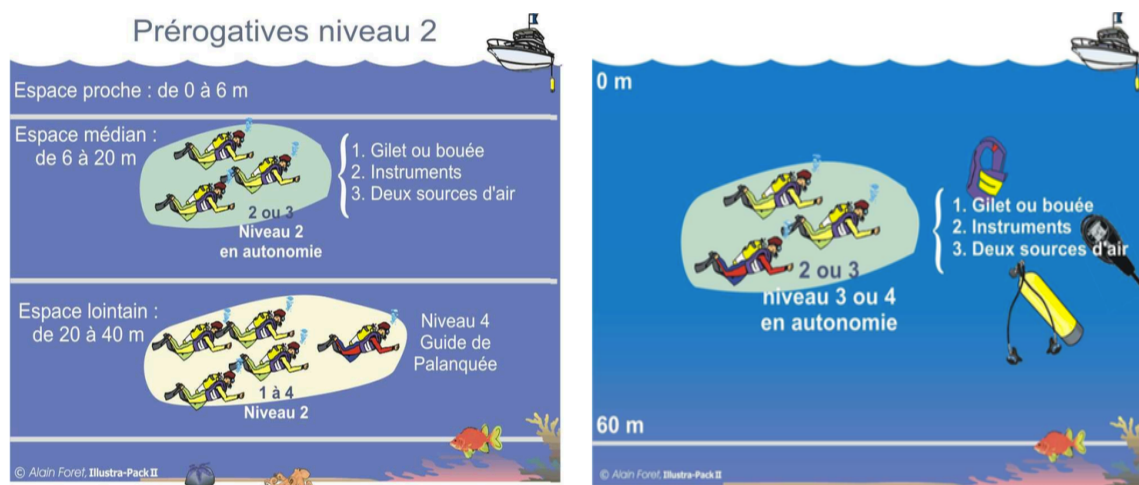 Prérogatives niveau 2
Espace proche : de 0 à 6 m
Espace médian :
de 6 à 20 m
1. Gilet ou bouée
2. Instruments
3. Deux sources d'air
2 ou 3
Niveau 2
en autonomie
Espace lointain :
de 20 à 40 m
Niveau 4
Guide de
Palanquée
1 à 4
Niveau 2
© Alain Foret, Illustra-Pack II
0 m
1. Gilet ou bouée
2. Instruments
3. Deux sources d'air
2 ou 3
niveau 3 ou 4
en autonomie
60 m
© Alain Foret, Illustra-Pack II